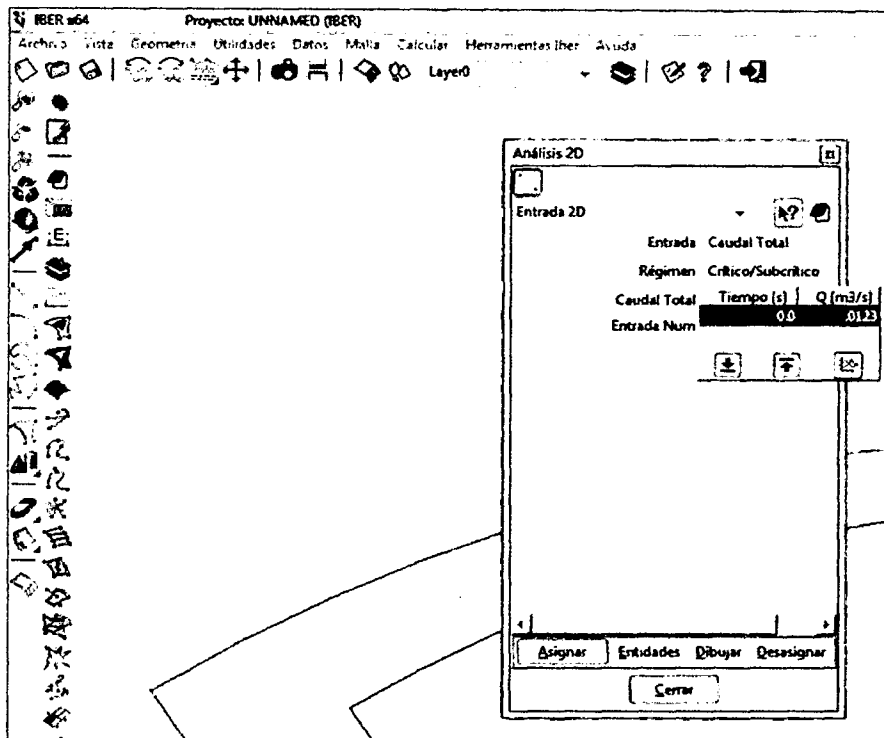 IBER x64 Proyecto: UNNAMED (IBER)
Archivo Vista Geometria Utilidades Datos Malla Calcular Herramientas Iber Ayuda
Layer0
Análisis 2D
Entrada 2D
Entrada Caudal Total
Régimen Crítico/Subcrítico
Caudal Total Tiempo (s) Q (m3/s)
0.0 .0123
Entrada Num
Asignar Entidades Dibujar Desasignar
Cerrar